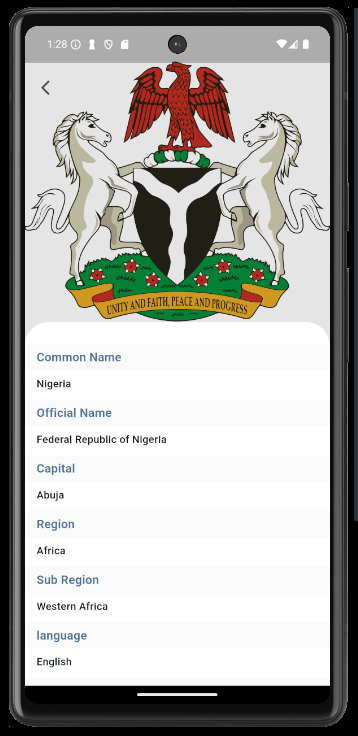 1:28
UNITY AND FAITH, PEACE AND PROGRESS
Common Name
Nigeria
Official Name
Federal Republic of Nigeria
Capital
Abuja
Region
Africa
Sub Region
Western Africa
language
English